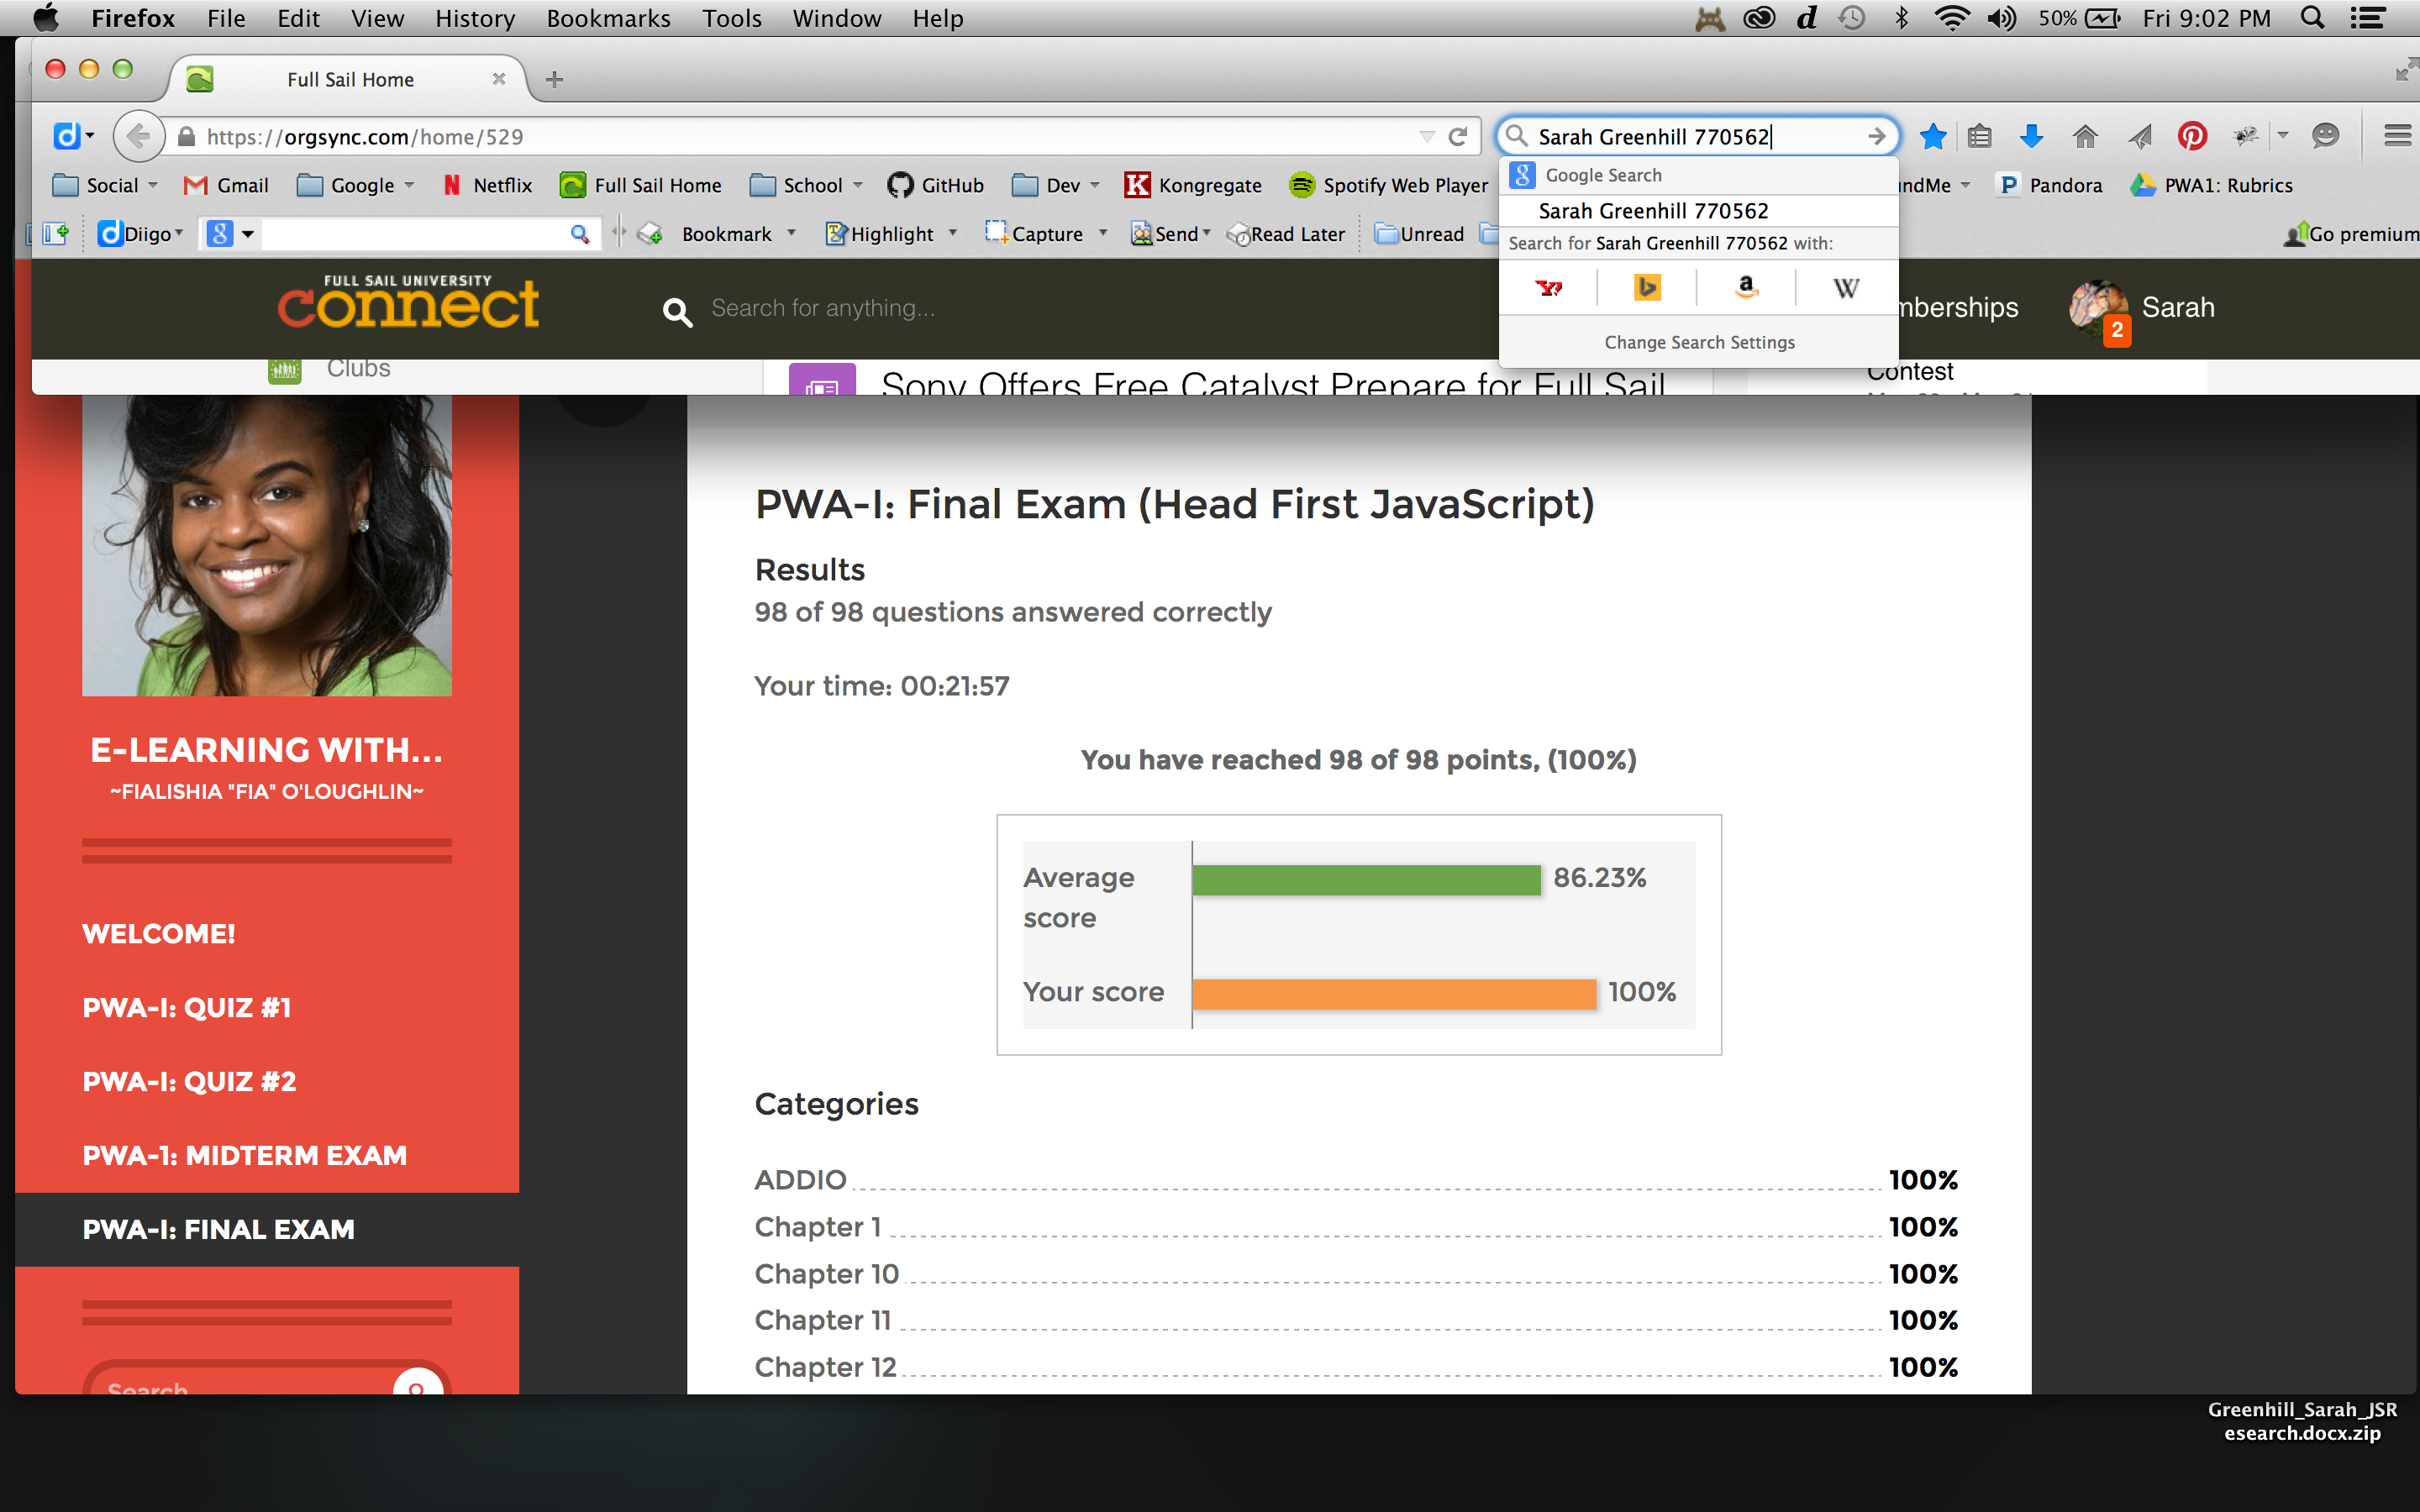 Firefox File Edit View History Bookmarks Tools Window Help 50% Fri 9:02 PM
Full Sail Home
https://orgsync.com/home/529 Sarah Greenhill 770562
Social Gmail Google Netflix Full Sail Home School GitHub Dev Kongregate Spotify Web Player ndMe Pandora PWA1: Rubrics
Google Search
Sarah Greenhill 770562
Diigo Bookmark Highlight Capture Send Read Later Unread Go premium
Search for Sarah Greenhill 770562 with:
FULL SAIL UNIVERSITY
connect
Search for anything...
mberships Sarah
2
Change Search Settings
Clubs
Sony Offers Free Catalyst Prepare for Full Sail
Contest
PWA-I: Final Exam (Head First JavaScript)
Results
98 of 98 questions answered correctly
Your time: 00:21:57
You have reached 98 of 98 points, (100%)
Average score 86.23%
Your score 100%
Categories
ADDIO 100%
Chapter 1 100%
Chapter 10 100%
Chapter 11 100%
Chapter 12 100%
E-LEARNING WITH...
~FIALISHIA "FIA" O'LOUGHLIN~
WELCOME!
PWA-I: QUIZ #1
PWA-I: QUIZ #2
PWA-1: MIDTERM EXAM
PWA-I: FINAL EXAM
Search
Greenhill_Sarah_JSR
esearch.docx.zip